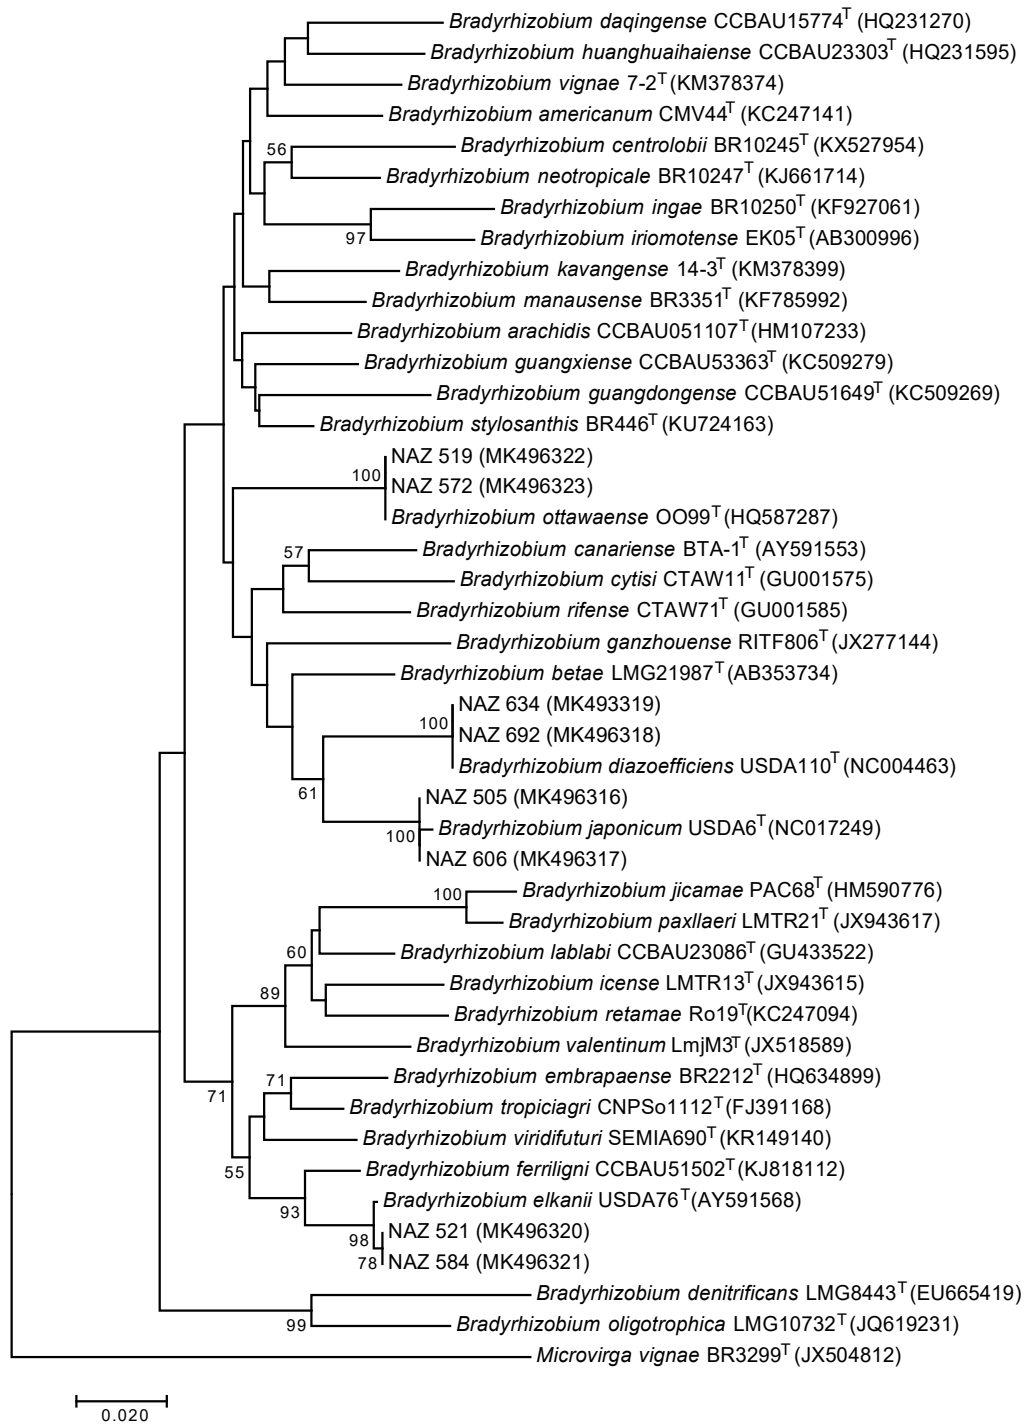 Bradyrhizobium daqingense CCBAU15774T (HQ231270)
Bradyrhizobium huanghuaihaiense CCBAU23303T (HQ231595)
Bradyrhizobium vignae 7-2T (KM378374)
Bradyrhizobium americanum CMV44T (KC247141)
56
Bradyrhizobium centrolobii BR10245T (KX527954)
Bradyrhizobium neotropicale BR10247T (KJ661714)
Bradyrhizobium ingae BR10250T (KF927061)
97
Bradyrhizobium iriomotense EK05T (AB300996)
Bradyrhizobium kavangense 14-3T (KM378399)
Bradyrhizobium manausense BR3351T (KF785992)
Bradyrhizobium arachidis CCBAU051107T (HM107233)
Bradyrhizobium guangxiense CCBAU53363T (KC509279)
Bradyrhizobium guangdongense CCBAU51649T (KC509269)
Bradyrhizobium stylosanthis BR446T (KU724163)
NAZ 519 (MK496322)
100
NAZ 572 (MK496323)
Bradyrhizobium ottawaense OO99T (HQ587287)
57
Bradyrhizobium canariense BTA-1T (AY591553)
Bradyrhizobium cytisi CTAW11T (GU001575)
Bradyrhizobium rifense CTAW71T (GU001585)
Bradyrhizobium ganzhouense RITF806T (JX277144)
Bradyrhizobium betae LMG21987T (AB353734)
NAZ 634 (MK493319)
100
NAZ 692 (MK496318)
Bradyrhizobium diazoefficiens USDA110T (NC004463)
61
NAZ 505 (MK496316)
100
Bradyrhizobium japonicum USDA6T (NC017249)
NAZ 606 (MK496317)
100
Bradyrhizobium jicamae PAC68T (HM590776)
Bradyrhizobium paxllaeri LMTR21T (JX943617)
60
Bradyrhizobium lablabi CCBAU23086T (GU433522)
Bradyrhizobium icense LMTR13T (JX943615)
89
Bradyrhizobium retamae Ro19T (KC247094)
Bradyrhizobium valentinum LmjM3T (JX518589)
71
71
Bradyrhizobium embrapaense BR2212T (HQ634899)
Bradyrhizobium tropiciagri CNPSo1112T (FJ391168)
Bradyrhizobium viridifuturi SEMIA690T (KR149140)
55
Bradyrhizobium ferriligni CCBAU51502T (KJ818112)
93
Bradyrhizobium elkanii USDA76T (AY591568)
98
NAZ 521 (MK496320)
78
NAZ 584 (MK496321)
Bradyrhizobium denitrificans LMG8443T (EU665419)
99
Bradyrhizobium oligotrophica LMG10732T (JQ619231)
Microvirga vignae BR3299T (JX504812)
0.020